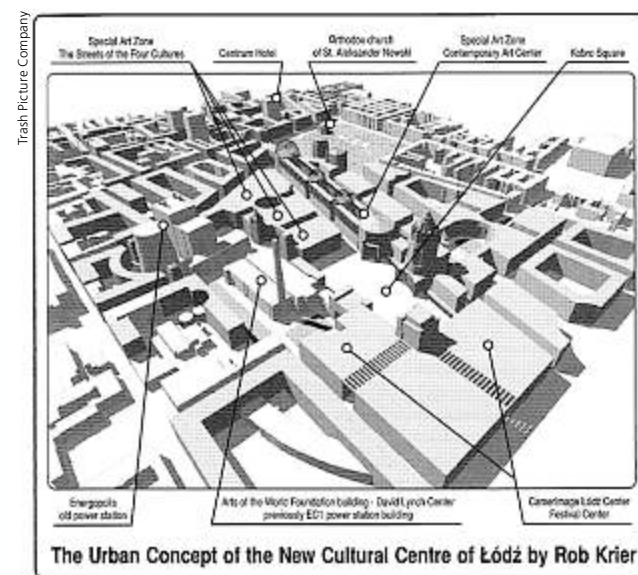 Trash Picture Company
Special Art Zone
The Streets of the Four Cultures
Centrum Hotel
Orthodox church
of St. Aleksander Newski
Special Art Zone
Contemporary Art Center
Kobro Square
Energopolis
old power station
Arts of the World Foundation building - David Lynch Center
previously EC1 power station building
Camerimage Łódź Center
Festival Center
The Urban Concept of the New Cultural Centre of Łódź by Rob Krier